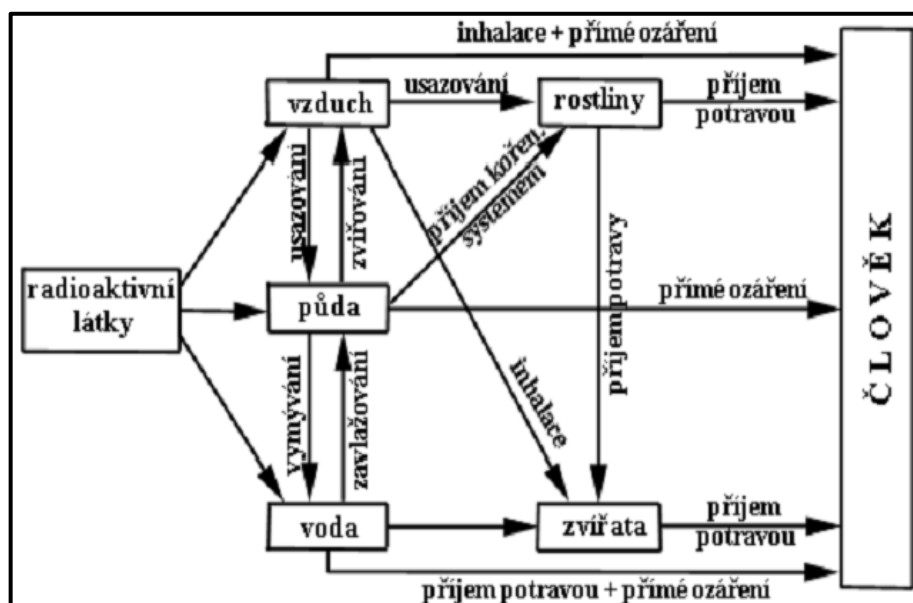 inhalace + přímé ozáření
vzduch
usazování
rostliny
příjem
potravou
usazování
zviřování
příjem kořen.
systémem
radioaktivní
látky
půda
přímé ozáření
příjem potravy
inhalace
vymývání
zavlažování
voda
zvířata
příjem
potravou
příjem potravou + přímé ozáření
ČLOVĚK